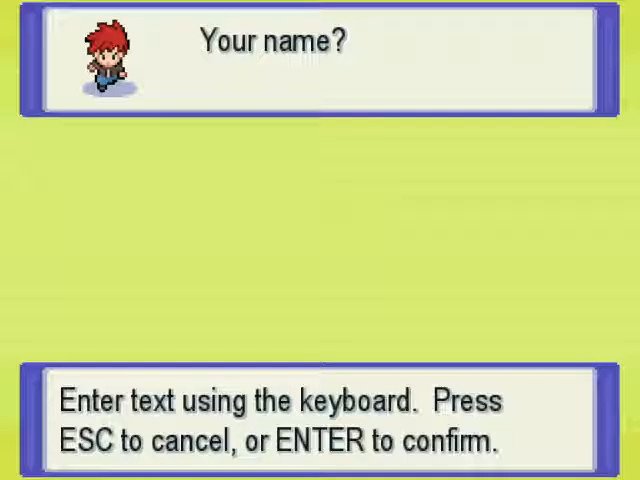 Your name?
Enter text using the keyboard.  Press
ESC to cancel, or ENTER to confirm.